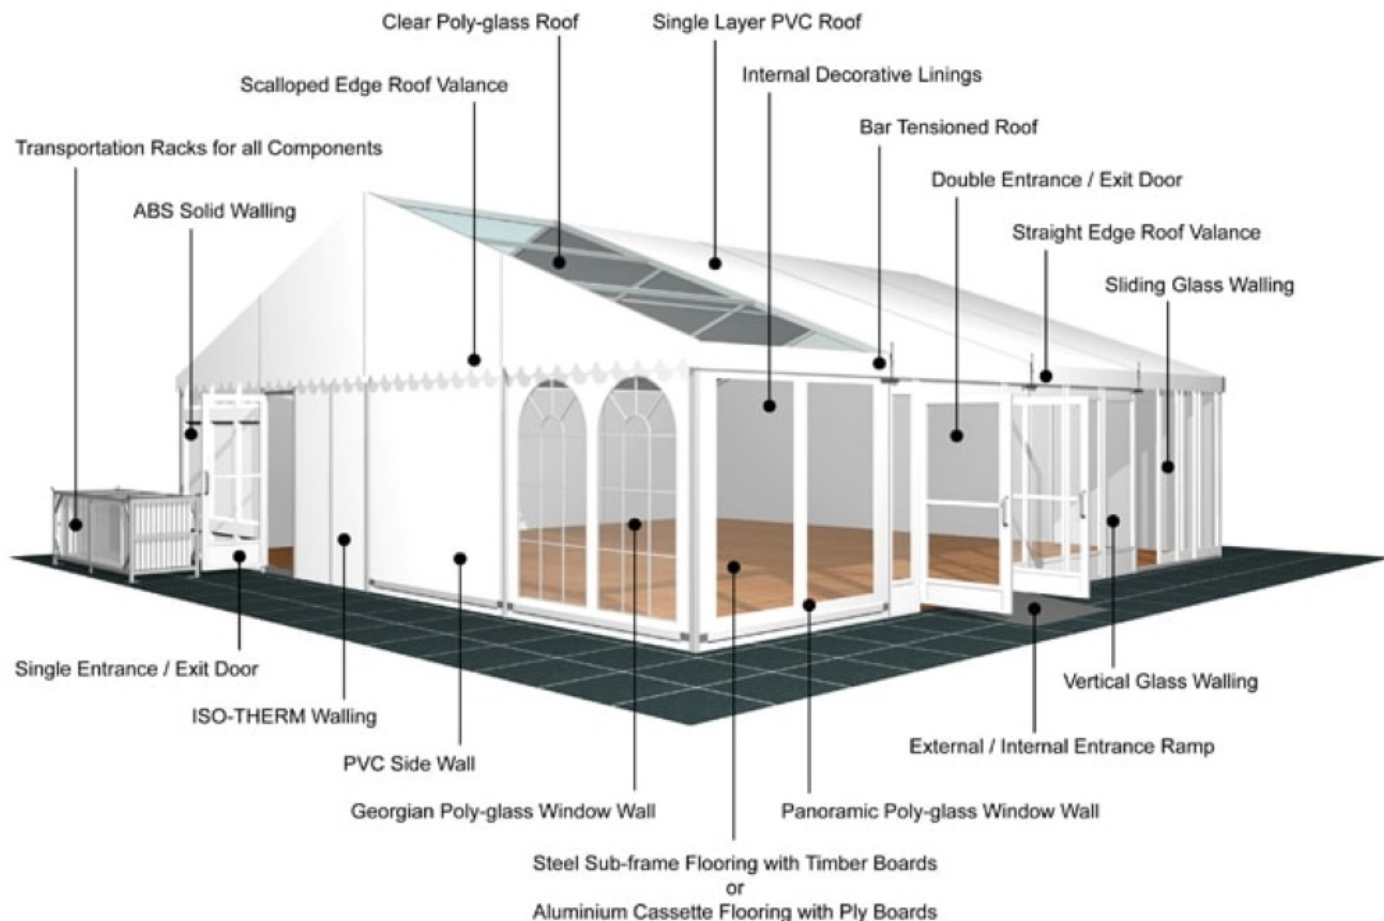 Clear Poly-glass Roof
Single Layer PVC Roof
Internal Decorative Linings
Scalloped Edge Roof Valance
Bar Tensioned Roof
Transportation Racks for all Components
Double Entrance / Exit Door
ABS Solid Walling
Straight Edge Roof Valance
Sliding Glass Walling
Single Entrance / Exit Door
Vertical Glass Walling
ISO-THERM Walling
External / Internal Entrance Ramp
PVC Side Wall
Georgian Poly-glass Window Wall
Panoramic Poly-glass Window Wall
Steel Sub-frame Flooring with Timber Boards
or
Aluminium Cassette Flooring with Ply Boards